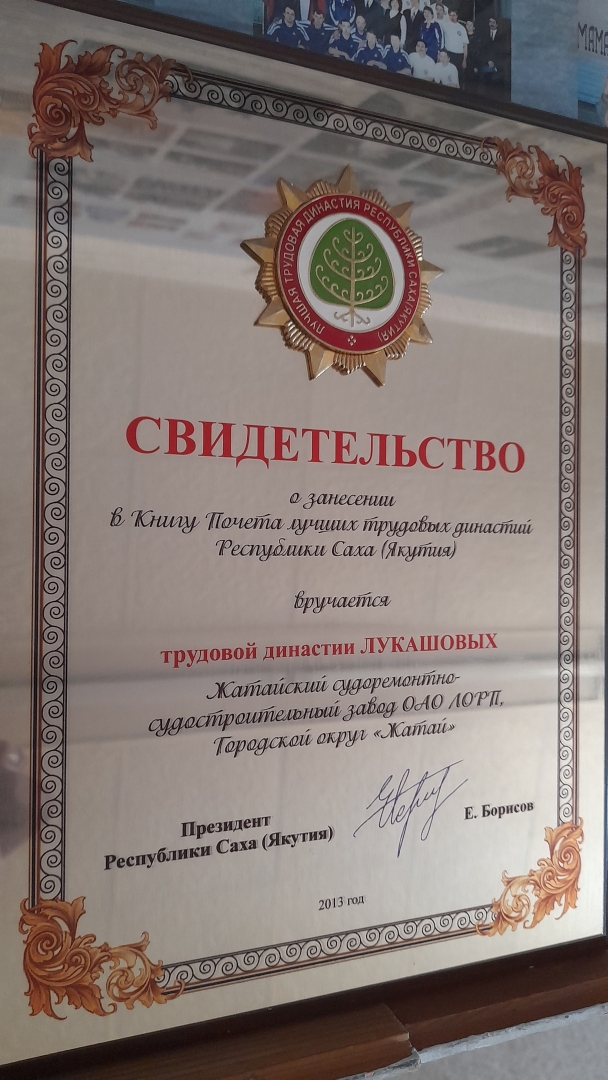 МАМА
ЛУЧШАЯ ТРУДОВАЯ ДИНАСТИЯ РЕСПУБЛИКИ САХА(ЯКУТИЯ)
СВИДЕТЕЛЬСТВО
о занесении
в Книгу Почета лучших трудовых династий
Республики Саха (Якутия)
вручается
трудовой династии ЛУКАШОВЫХ
Жатайский судоремонтно-
судостроительный завод ОАО ЛОРП,
Городской округ «Жатай»
Президент
Республики Саха (Якутия)
Е. Борисов
2013 год